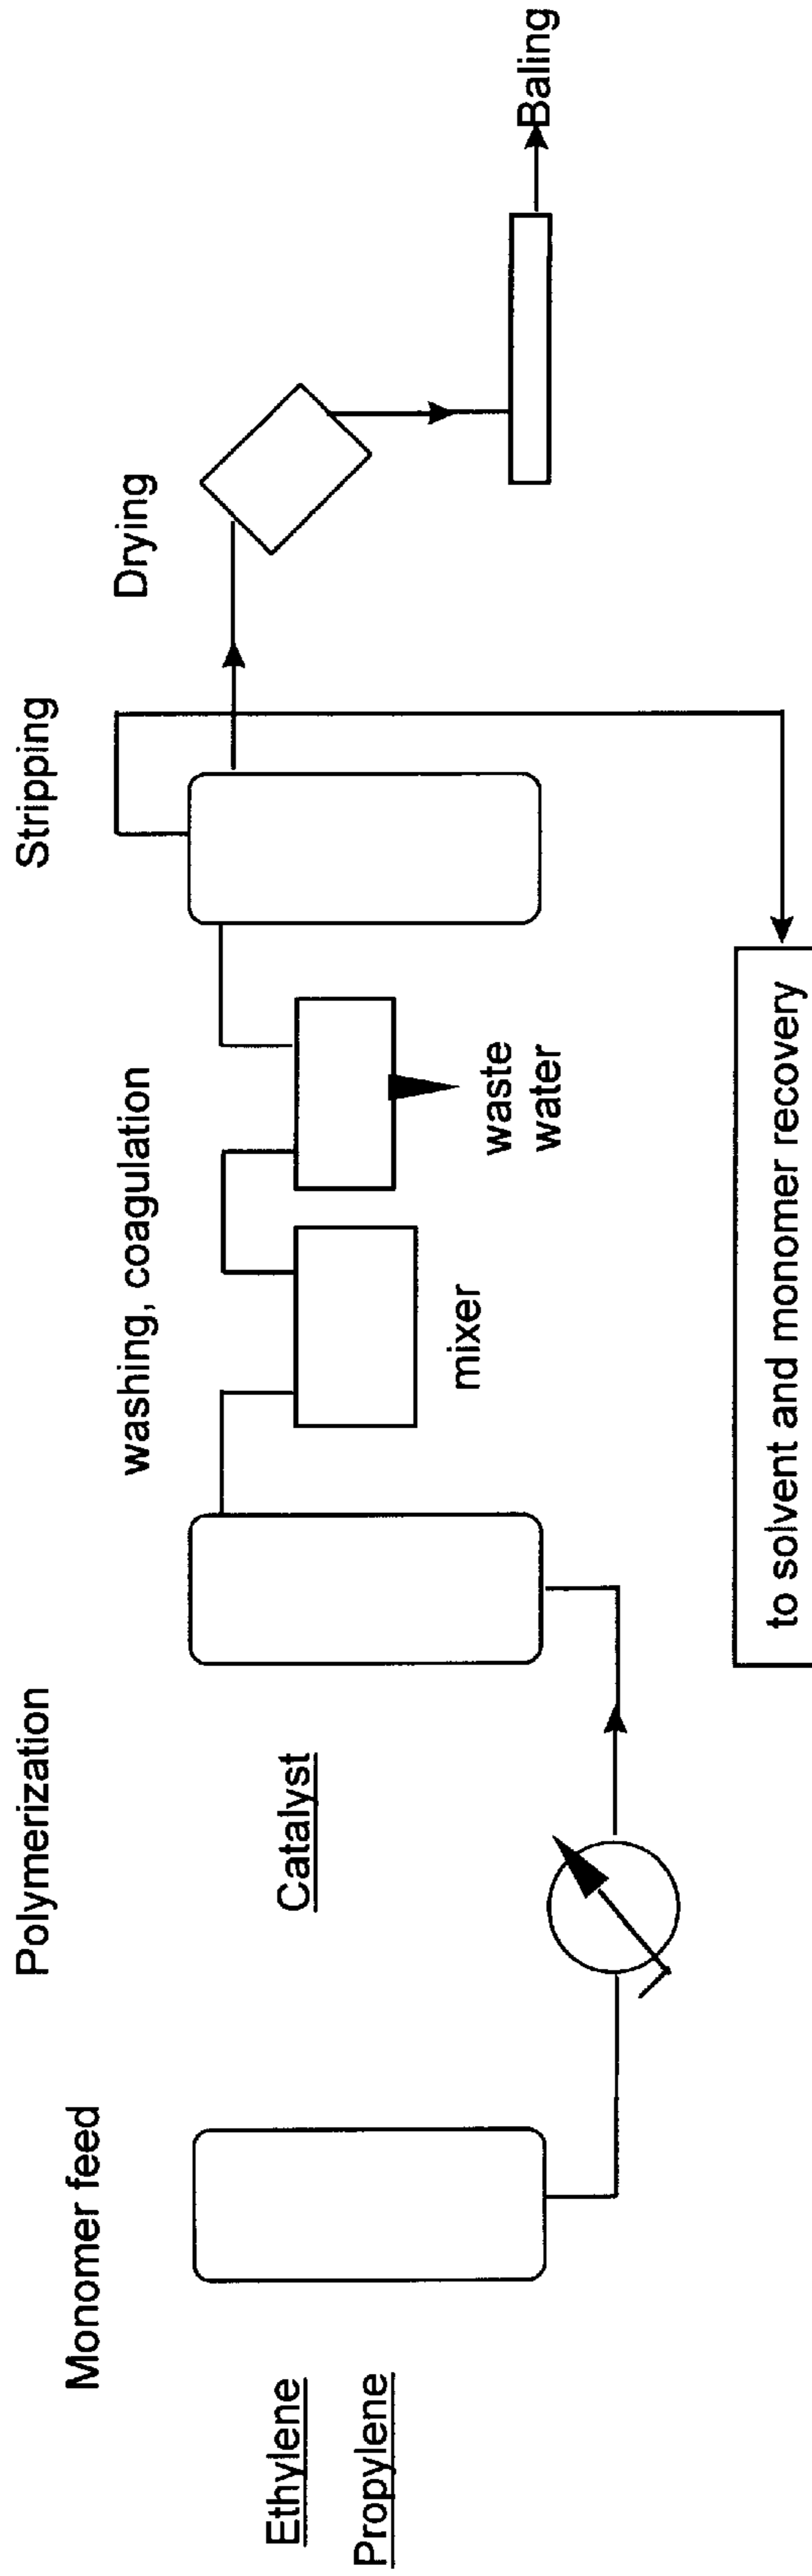 Ethylene
Propylene
Monomer feed
Polymerization
Catalyst
washing, coagulation
mixer
waste
water
Stripping
Drying
Baling
to solvent and monomer recovery